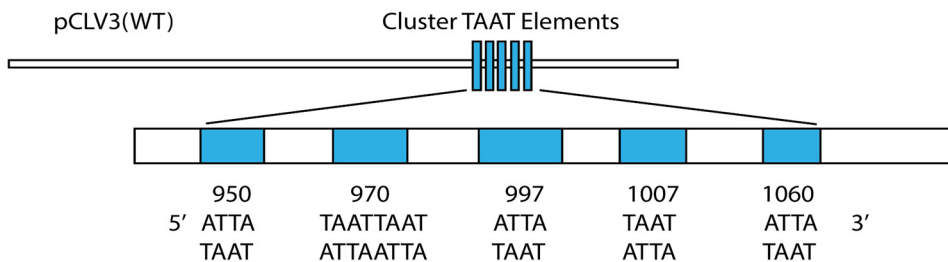 pCLV3(WT) Cluster TAAT Elements
950 970 997 1007 1060
5′ ATTA TAATTAAT ATTA TAAT ATTA 3′
TAAT ATTAATTA TAAT ATTA TAAT